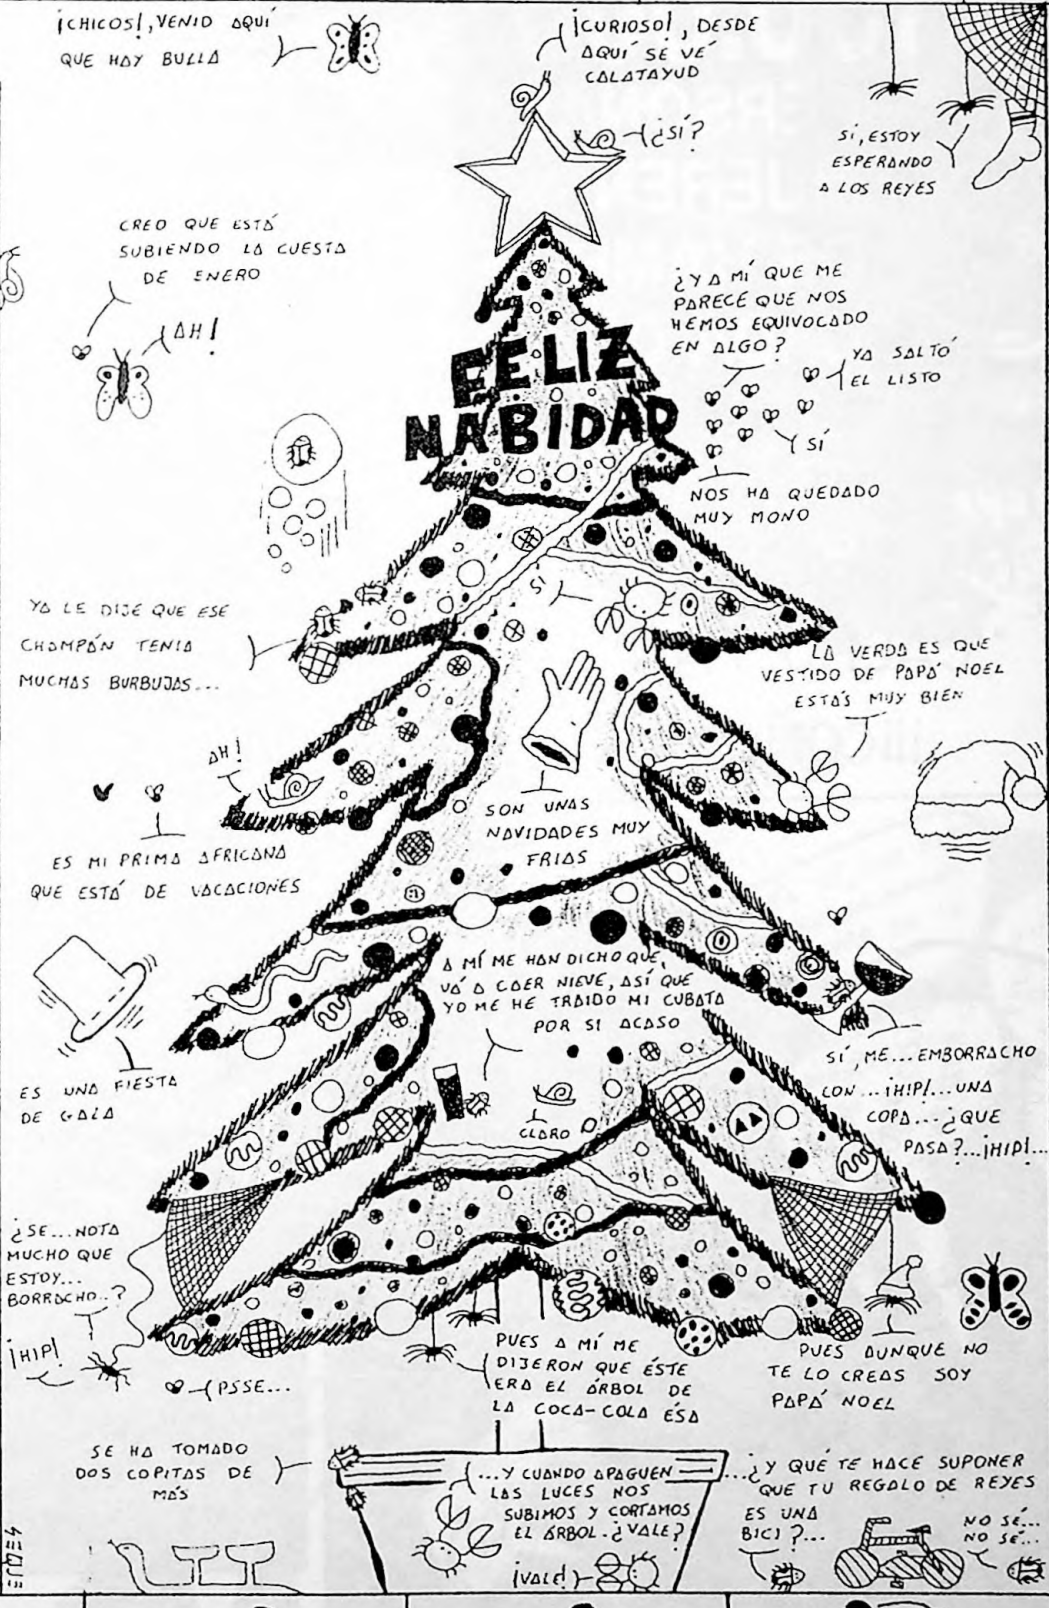 ¡CHICOS!, VENID AQUÍ
QUE HAY BULLA
¡CURIOSO!, DESDE
AQUÍ SE VÉ
CALATAYUD
¿SÍ?
SÍ, ESTOY
ESPERANDO
A LOS REYES
CREO QUE ESTÁ
SUBIENDO LA CUESTA
DE ENERO
AH!
¿Y A MÍ QUE ME
PARECE QUE NOS
HEMOS EQUIVOCADO
EN ALGO?
YA SALTÓ
EL LISTO
SÍ
NOS HA QUEDADO
MUY MONO
FELIZ
NABIDAD
SI
YA LE DIJE QUE ESE
CHAMPÁN TENIA
MUCHAS BURBUJAS...
LA VERDA ES QUE
VESTIDO DE PAPÁ NOEL
ESTÁS MUY BIEN
AH!
SON UNAS
NAVIDADES MUY
FRIAS
ES MI PRIMA AFRICANA
QUE ESTÁ DE VACACIONES
A MÍ ME HAN DICHO QUE
VÁ A CAER NIEVE, ASÍ QUE
YO ME HE TRAIDO MI CUBATA
POR SI ACASO
CLARO
ES UNA FIESTA
DE GALA
SÍ, ME...EMBORRACHO
CON...¡HIP!...UNA
COPA...¿QUE
PASA?...¡HIP!...
¿SE...NOTA
MUCHO QUE
ESTOY...
BORRACHO..?
¡HIP!
PSSE...
PUES A MÍ ME
DIJERON QUE ÉSTE
ERA EL ÁRBOL DE
LA COCA-COLA ÉSA
PUES AUNQUE NO
TE LO CREAS SOY
PAPÁ NOEL
SE HA TOMADO
DOS COPITAS DE
MÁS
...Y CUANDO APAGUEN
LAS LUCES NOS
SUBIMOS Y CORTAMOS
EL ÁRBOL. ¿VALE?
¡VALE!
...¿Y QUÉ TE HACE SUPONER
QUE TU REGALO DE REYES
ES UNA
BICI?...
NO SÉ...
NO SÉ...